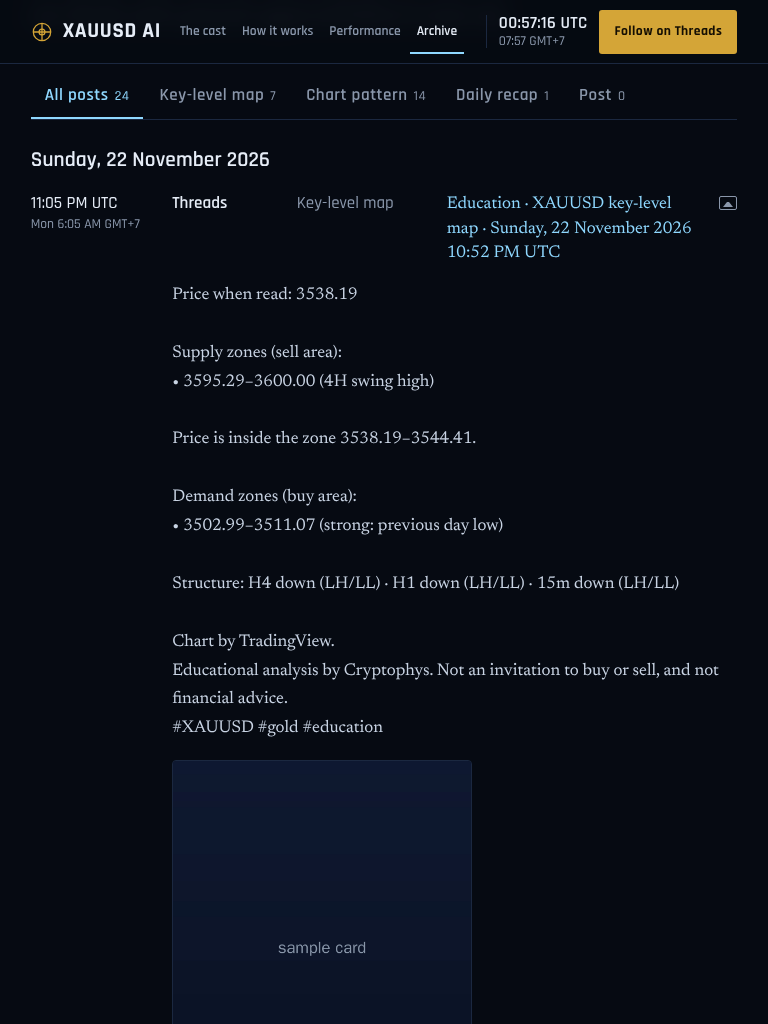 XAUUSD AI
The cast
How it works
Performance
Archive
00:57:16 UTC
07:57 GMT+7
Follow on Threads
All posts 24
Key-level map 7
Chart pattern 14
Daily recap 1
Post 0
Sunday, 22 November 2026
11:05 PM UTC
Mon 6:05 AM GMT+7
Threads
Key-level map
Education · XAUUSD key-level
map · Sunday, 22 November 2026
10:52 PM UTC
Price when read: 3538.19
Supply zones (sell area):
• 3595.29–3600.00 (4H swing high)
Price is inside the zone 3538.19–3544.41.
Demand zones (buy area):
• 3502.99–3511.07 (strong: previous day low)
Structure: H4 down (LH/LL) · H1 down (LH/LL) · 15m down (LH/LL)
Chart by TradingView.
Educational analysis by Cryptophys. Not an invitation to buy or sell, and not
financial advice.
#XAUUSD #gold #education
sample card